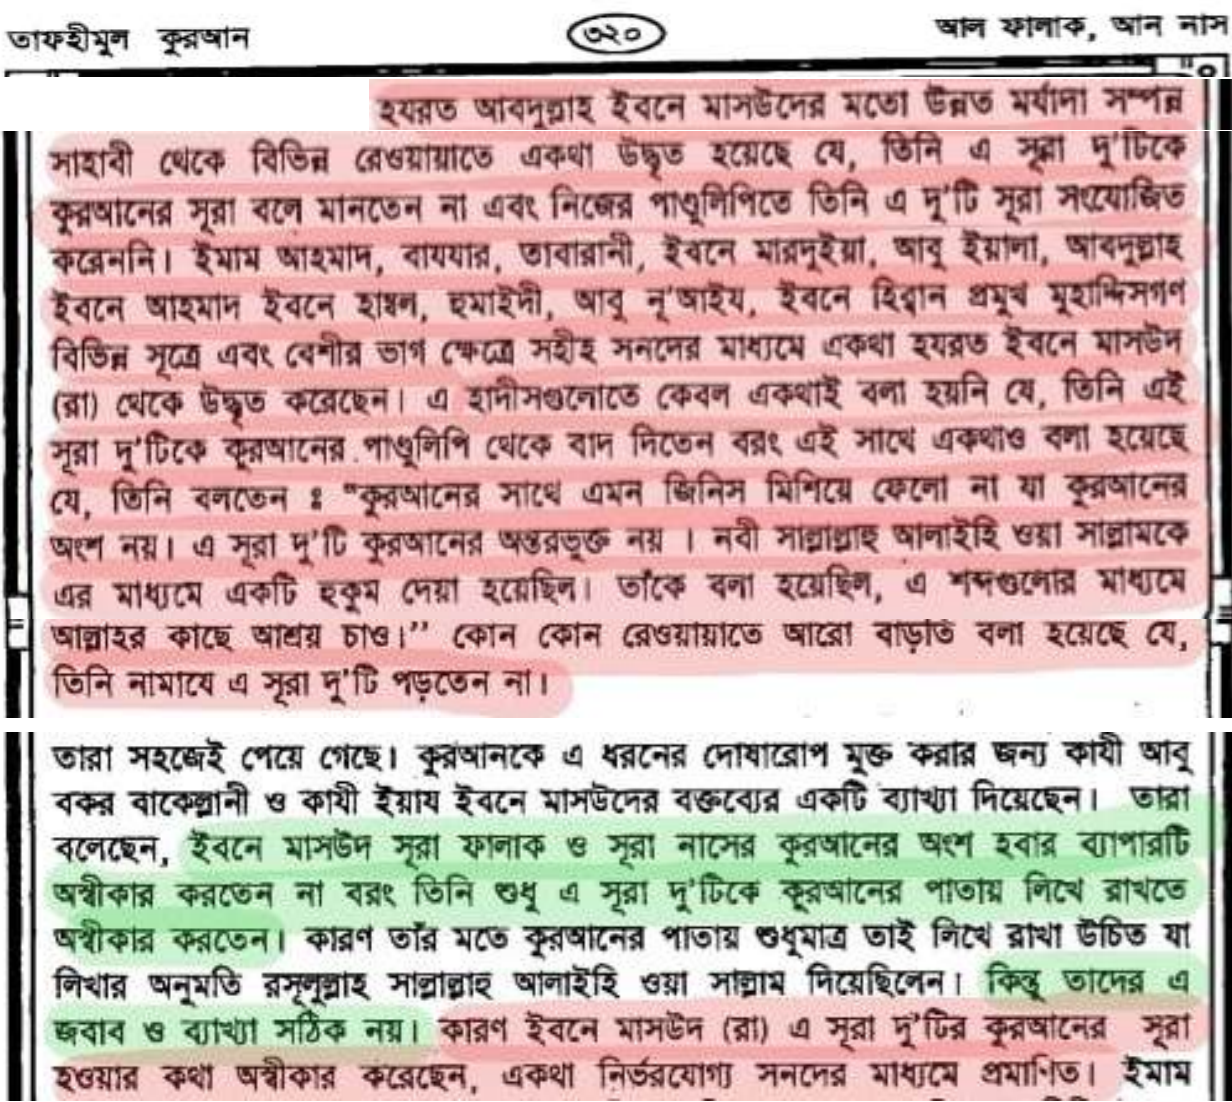 তাফহীমুল কুরআন
৩২০
আল ফালাক, আন নাস
হযরত আবদুল্লাহ ইবনে মাসউদের মতো উন্নত মর্যাদা সম্পন্ন
সাহাবী থেকে বিভিন্ন রেওয়ায়াতে একথা উদ্ধৃত হয়েছে যে, তিনি এ সূরা দু'টিকে
কুরআনের সূরা বলে মানতেন না এবং নিজের পাণ্ডুলিপিতে তিনি এ দু'টি সূরা সংযোজিত
করেননি। ইমাম আহমাদ, বাযযার, তাবারানী, ইবনে মারদুইয়া, আবু ইয়ালা, আবদুল্লাহ
ইবনে আহমাদ ইবনে হাম্বল, হুমাইদী, আবু নু'আইয, ইবনে হিব্বান প্রমুখ মুহাদ্দিসগণ
বিভিন্ন সূত্রে এবং বেশীর ভাগ ক্ষেত্রে সহীহ সনদের মাধ্যমে একথা হযরত ইবনে মাসউদ
(রা) থেকে উদ্ধৃত করেছেন। এ হাদীসগুলোতে কেবল একথাই বলা হয়নি যে, তিনি এই
সূরা দু'টিকে কুরআনের পাণ্ডুলিপি থেকে বাদ দিতেন বরং এই সাথে একথাও বলা হয়েছে
যে, তিনি বলতেন ঃ "কুরআনের সাথে এমন জিনিস মিশিয়ে ফেলো না যা কুরআনের
অংশ নয়। এ সূরা দু'টি কুরআনের অন্তরভুক্ত নয় । নবী সাল্লাল্লাহু আলাইহি ওয়া সাল্লামকে
এর মাধ্যমে একটি হুকুম দেয়া হয়েছিল। তাঁকে বলা হয়েছিল, এ শব্দগুলোর মাধ্যমে
আল্লাহর কাছে আশ্রয় চাও।'' কোন কোন রেওয়ায়াতে আরো বাড়তি বলা হয়েছে যে,
তিনি নামাযে এ সূরা দু'টি পড়তেন না।
তারা সহজেই পেয়ে গেছে। কুরআনকে এ ধরনের দোষারোপ মুক্ত করার জন্য কাযী আবু
বকর বাকেল্লানী ও কাযী ইয়ায ইবনে মাসউদের বক্তব্যের একটি ব্যাখ্যা দিয়েছেন। তারা
বলেছেন, ইবনে মাসউদ সূরা ফালাক ও সূরা নাসের কুরআনের অংশ হবার ব্যাপারটি
অস্বীকার করতেন না বরং তিনি শুধু এ সূরা দু'টিকে কুরআনের পাতায় লিখে রাখতে
অস্বীকার করতেন। কারণ তাঁর মতে কুরআনের পাতায় শুধুমাত্র তাই লিখে রাখা উচিত যা
লিখার অনুমতি রসূলুল্লাহ সাল্লাল্লাহু আলাইহি ওয়া সাল্লাম দিয়েছিলেন। কিন্তু তাদের এ
জবাব ও ব্যাখ্যা সঠিক নয়। কারণ ইবনে মাসউদ (রা) এ সূরা দু'টির কুরআনের সূরা
হওয়ার কথা অস্বীকার করেছেন, একথা নির্ভরযোগ্য সনদের মাধ্যমে প্রমাণিত। ইমাম